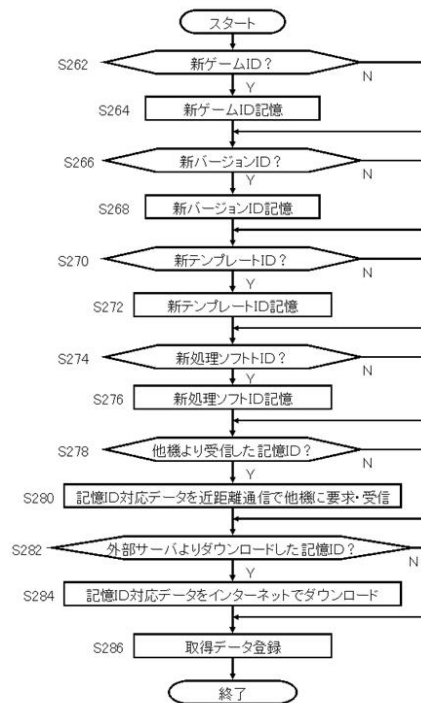 スタート
S262
新ゲームID？
N
Y
S264
新ゲームID記憶
S266
新バージョンID？
N
Y
S268
新バージョンID記憶
S270
新テンプレートID？
N
Y
S272
新テンプレートID記憶
S274
新処理ソフトトID？
N
Y
S276
新処理ソフトID記憶
S278
他機より受信した記憶ID？
N
Y
S280
記憶ID対応データを近距離通信で他機に要求・受信
S282
外部サーバよりダウンロードした記憶ID？
N
Y
S284
記憶ID対応データをインターネットでダウンロード
S286
取得データ登録
終了